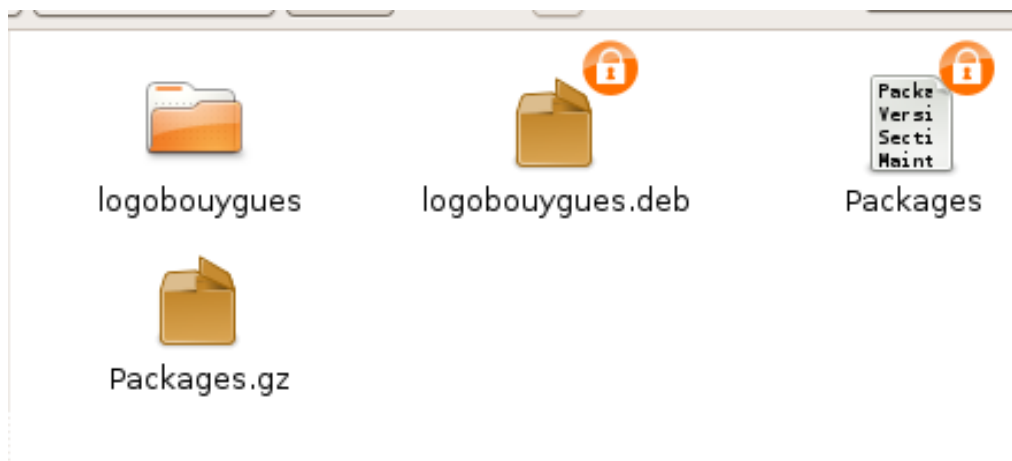 Packa
Versi
Secti
Maint
logobouygues
logobouygues.deb
Packages
Packages.gz